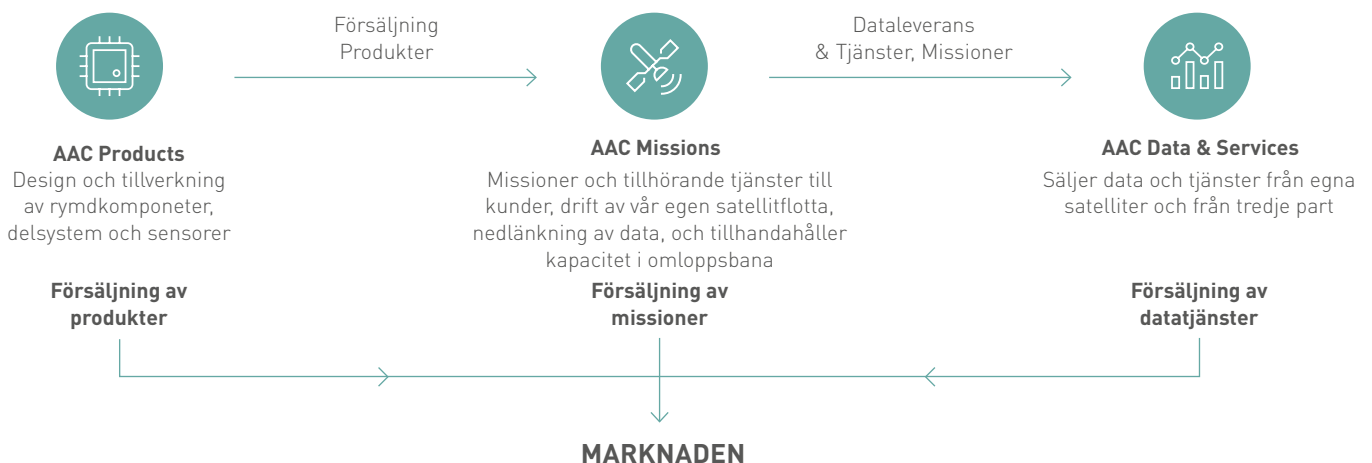 Försäljning
Produkter
Dataleverans
& Tjänster, Missioner
AAC Products
Design och tillverkning
av rymdkomponeter,
delsystem och sensorer
Försäljning av
produkter
AAC Missions
Missioner och tillhörande tjänster till
kunder, drift av vår egen satellitflotta,
nedlänkning av data, och tillhandahåller
kapacitet i omloppsbana
Försäljning av
missioner
AAC Data & Services
Säljer data och tjänster från egna
satelliter och från tredje part
Försäljning av
datatjänster
MARKNADEN